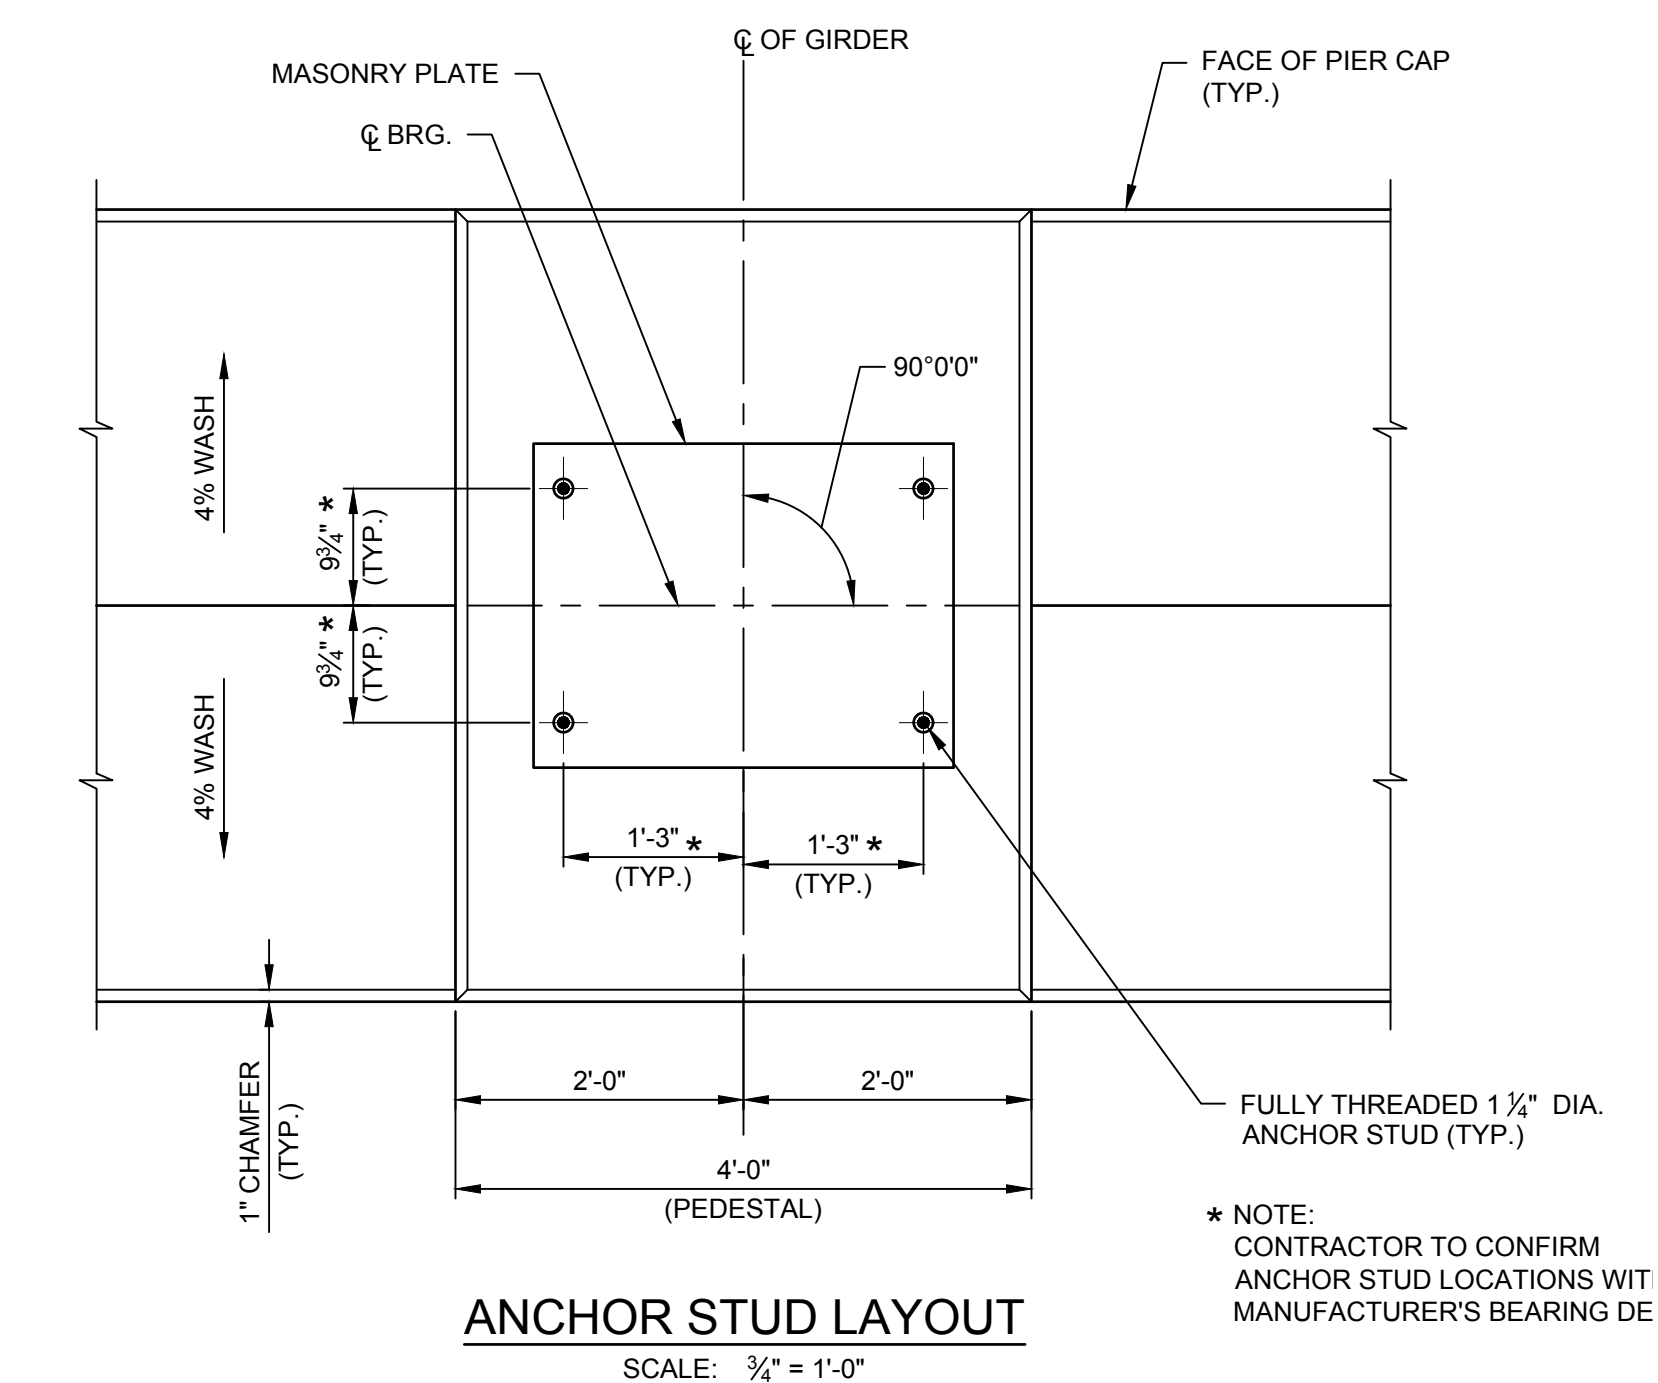 ℄ OF GIRDER
MASONRY PLATE
FACE OF PIER CAP
(TYP.)
℄ BRG.
90°0'0"
4% WASH
9¾" *
(TYP.)
9¾" *
(TYP.)
4% WASH
1'-3" *
(TYP.)
1'-3" *
(TYP.)
1" CHAMFER
(TYP.)
2'-0"
2'-0"
4'-0"
(PEDESTAL)
FULLY THREADED 1 ¼" DIA.
ANCHOR STUD (TYP.)
* NOTE:
CONTRACTOR TO CONFIRM
ANCHOR STUD LOCATIONS
MANUFACTURER'S BEARING
ANCHOR STUD LAYOUT
SCALE: ¾" = 1'-0"